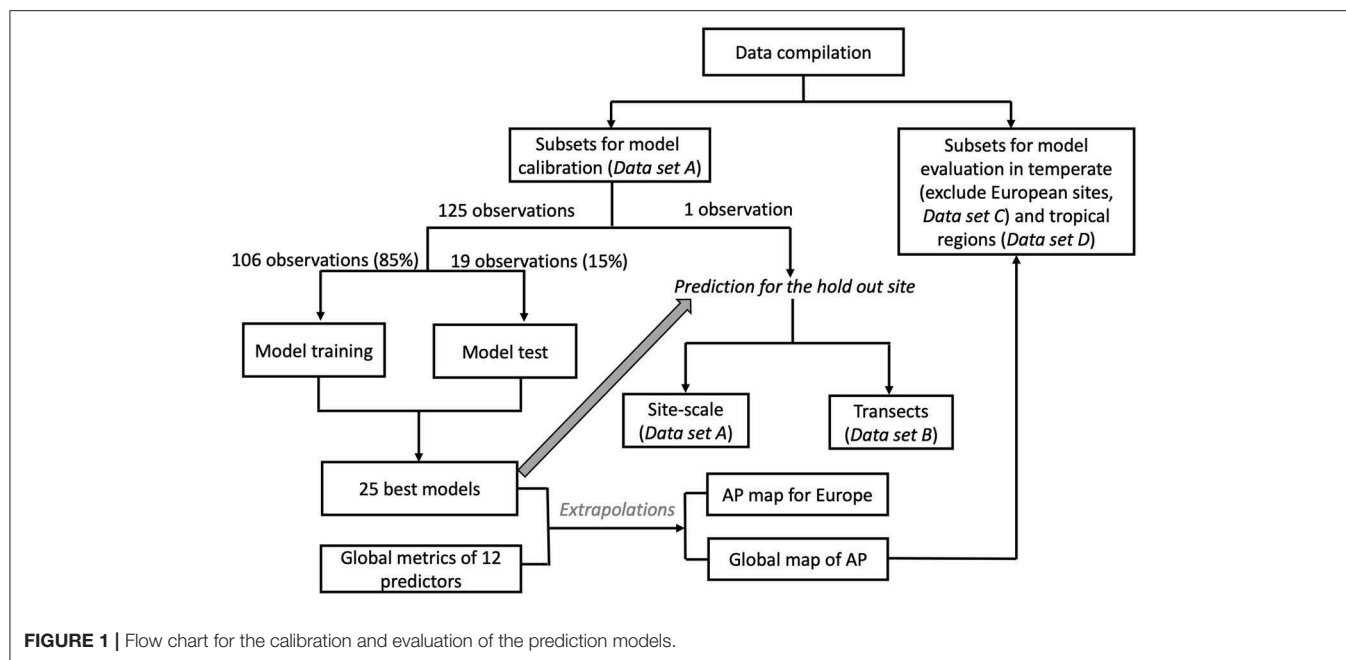 Data compilation
Subsets for model
calibration (Data set A)
Subsets for model
evaluation in temperate
(exclude European sites,
Data set C) and tropical
regions (Data set D)
125 observations
1 observation
106 observations (85%)
19 observations (15%)
Prediction for the hold out site
Model training
Model test
Site-scale
(Data set A)
Transects
(Data set B)
25 best models
Extrapolations
AP map for Europe
Global metrics of 12
predictors
Global map of AP
FIGURE 1 | Flow chart for the calibration and evaluation of the prediction models.